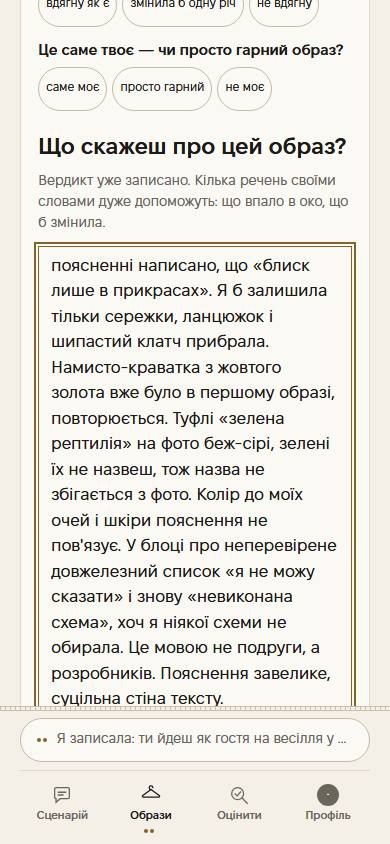 вдягну як є
змінила б одну річ
не вдягну
Це саме твоє — чи просто гарний образ?
саме моє
просто гарний
не моє
Що скажеш про цей образ?
Вердикт уже записано. Кілька речень своїми
словами дуже допоможуть: що впало в око, що
б змінила.
поясненні написано, що «блиск
лише в прикрасах». Я б залишила
тільки сережки, ланцюжок і
шипастий клатч прибрала.
Намисто-краватка з жовтого
золота вже було в першому образі,
повторюється. Туфлі «зелена
рептилія» на фото беж-сірі, зелені
їх не назвеш, тож назва не
збігається з фото. Колір до моїх
очей і шкіри пояснення не
пов'язує. У блоці про неперевірене
довжелезний список «я не можу
сказати» і знову «невиконана
схема», хоч я ніякої схеми не
обирала. Це мовою не подруги, а
розробників. Пояснення завелике,
суцільна стіна тексту.
Я записала: ти йдеш як гостя на весілля у ...
Сценарій
Образи
Оцінити
Профіль